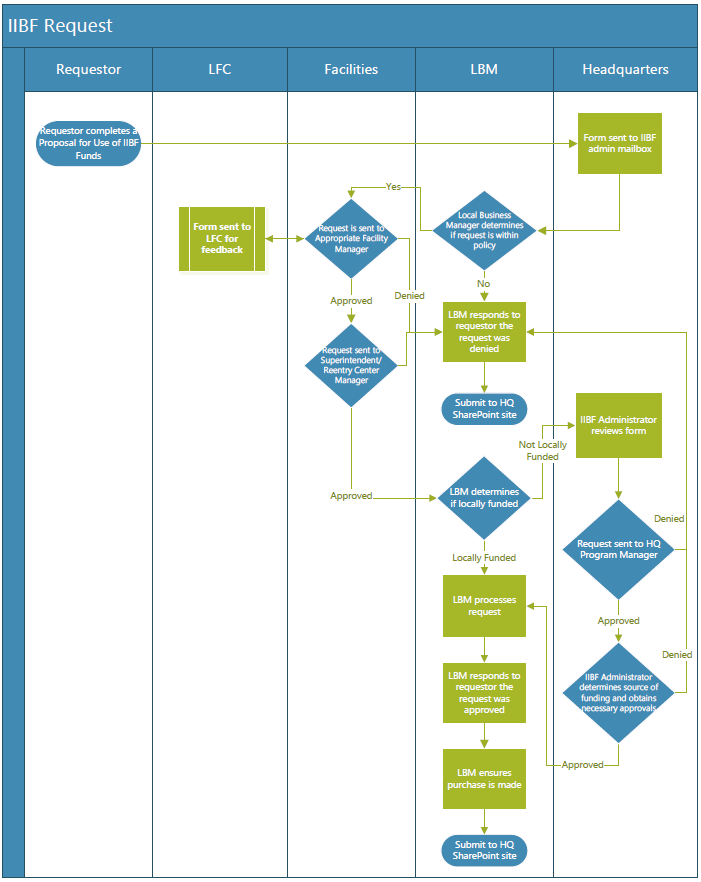 IIBF Request
Requestor
LFC
Facilities
LBM
Headquarters
Requestor completes a
Proposal for Use of IIBF
Funds
Form sent to IIBF
admin mailbox
Yes
Form sent to
LFC for
feedback
Request is sent to
Appropriate Facility
Manager
Local Business
Manager determines
if request is within
policy
No
Approved
Denied
LBM responds to
requestor the
request was
denied
Request sent to
Superintendent/
Reentry Center
Manager
Submit to HQ
SharePoint site
IIBF Administrator
reviews form
Not Locally
Funded
Approved
LBM determines
if locally funded
Denied
Request sent to HQ
Program Manager
Locally Funded
LBM processes
request
Approved
Denied
LBM responds to
requestor the
request was
approved
IIBF Administrator
determines source of
funding and obtains
necessary approvals
Approved
LBM ensures
purchase is made
Submit to HQ
SharePoint site